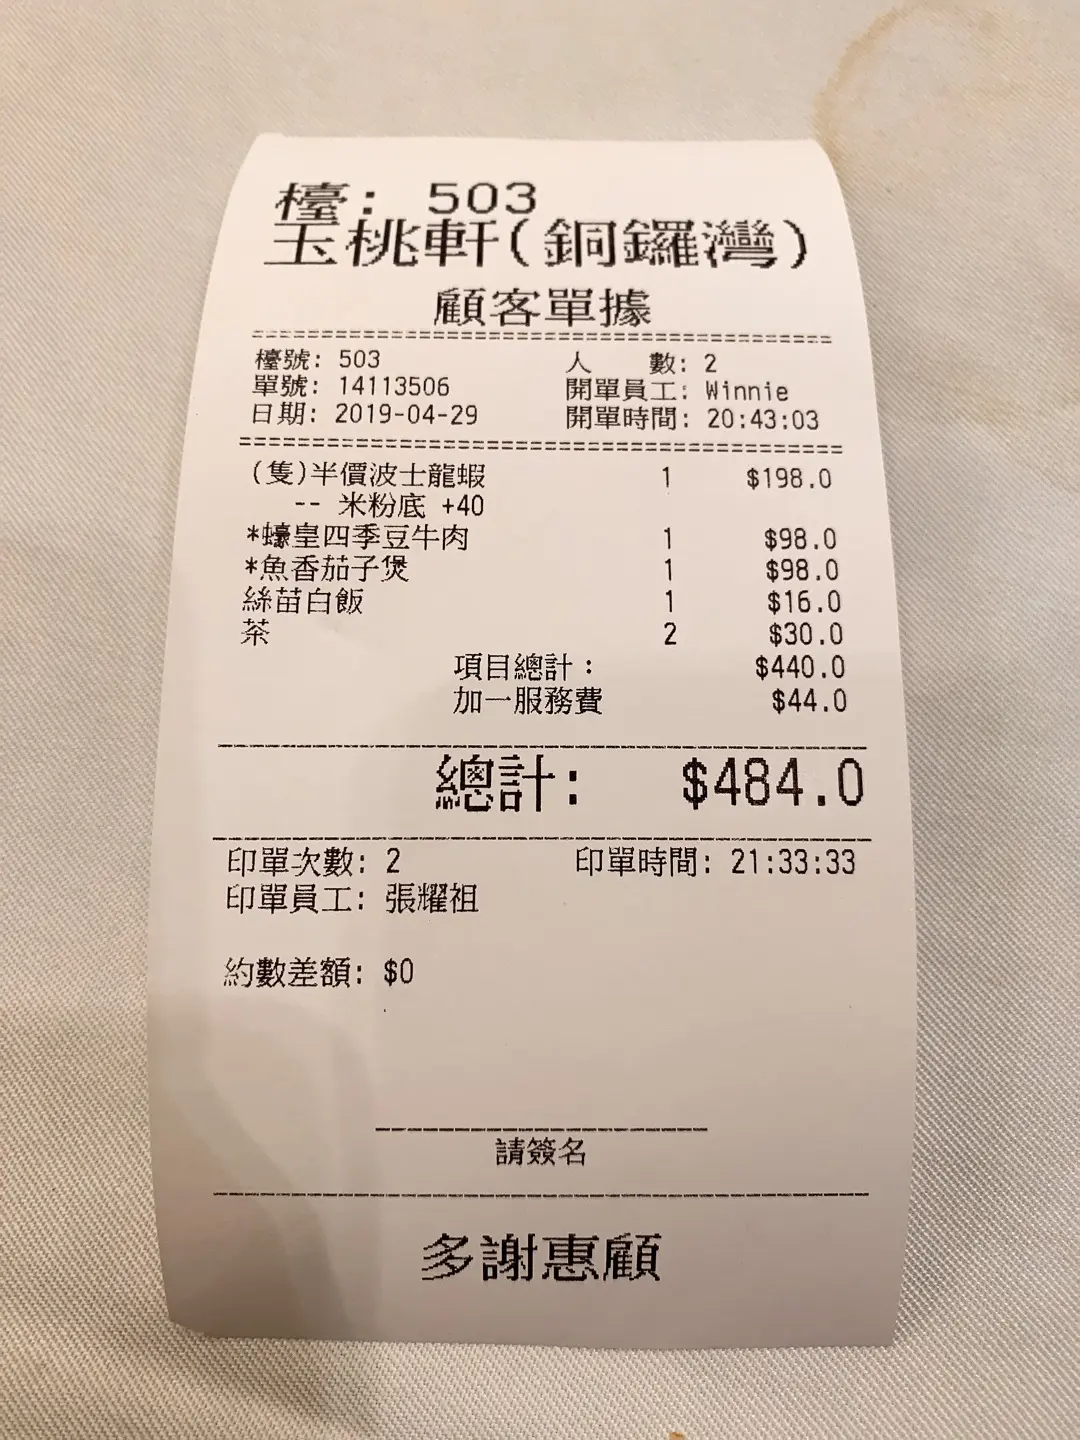 檯: 503
玉桃軒(銅鑼灣)
顧客單據
檯號: 503 人 數: 2
單號: 14113506 開單員工: Winnie
日期: 2019-04-29 開單時間: 20:43:03
(隻)半價波士龍蝦 1 $198.0
-- 米粉底 +40
*蠔皇四季豆牛肉 1 $98.0
*魚香茄子煲 1 $98.0
絲苗白飯 1 $16.0
茶 2 $30.0
項目總計: $440.0
加一服務費 $44.0
總計: $484.0
印單次數: 2 印單時間: 21:33:33
印單員工: 張耀祖
約數差額: $0
請簽名
多謝惠顧